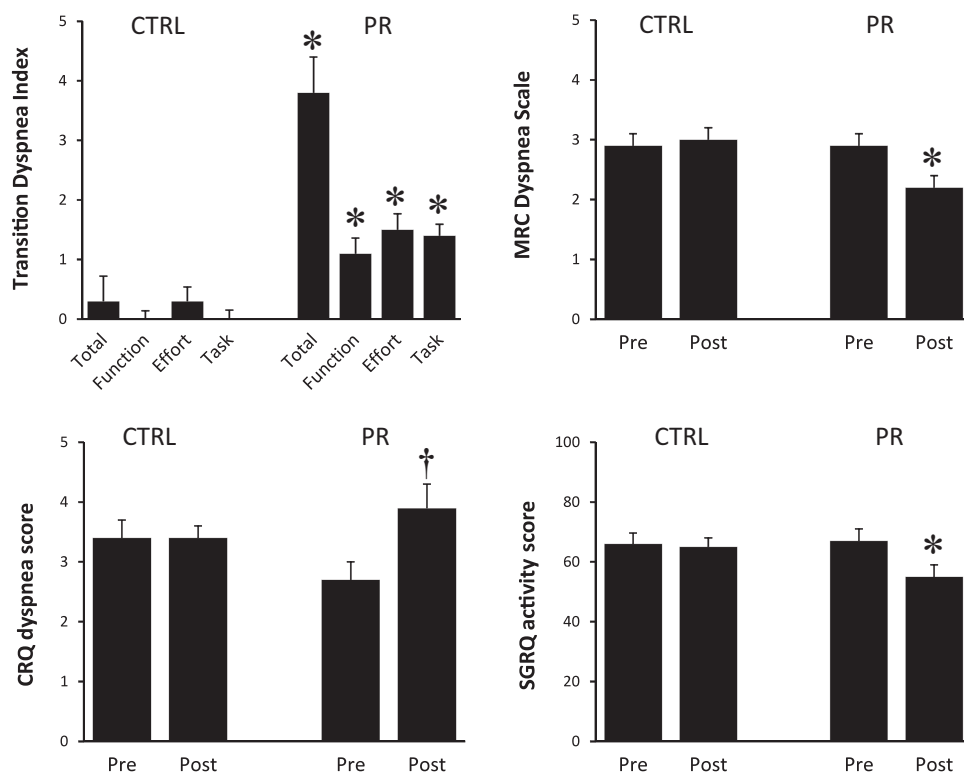 CTRL PR
Transition Dyspnea Index
5
4
3
2
1
0
Total Function Effort Task Total Function Effort Task
CTRL PR
MRC Dyspnea Scale
5
4
3
2
1
0
*
*
*
*
*
Pre Post Pre Post
CTRL PR
CRQ dyspnea score
5
4
3
2
1
0
†
Pre Post Pre Post
CTRL PR
SGRQ activity score
100
80
60
40
20
0
*
Pre Post Pre Post